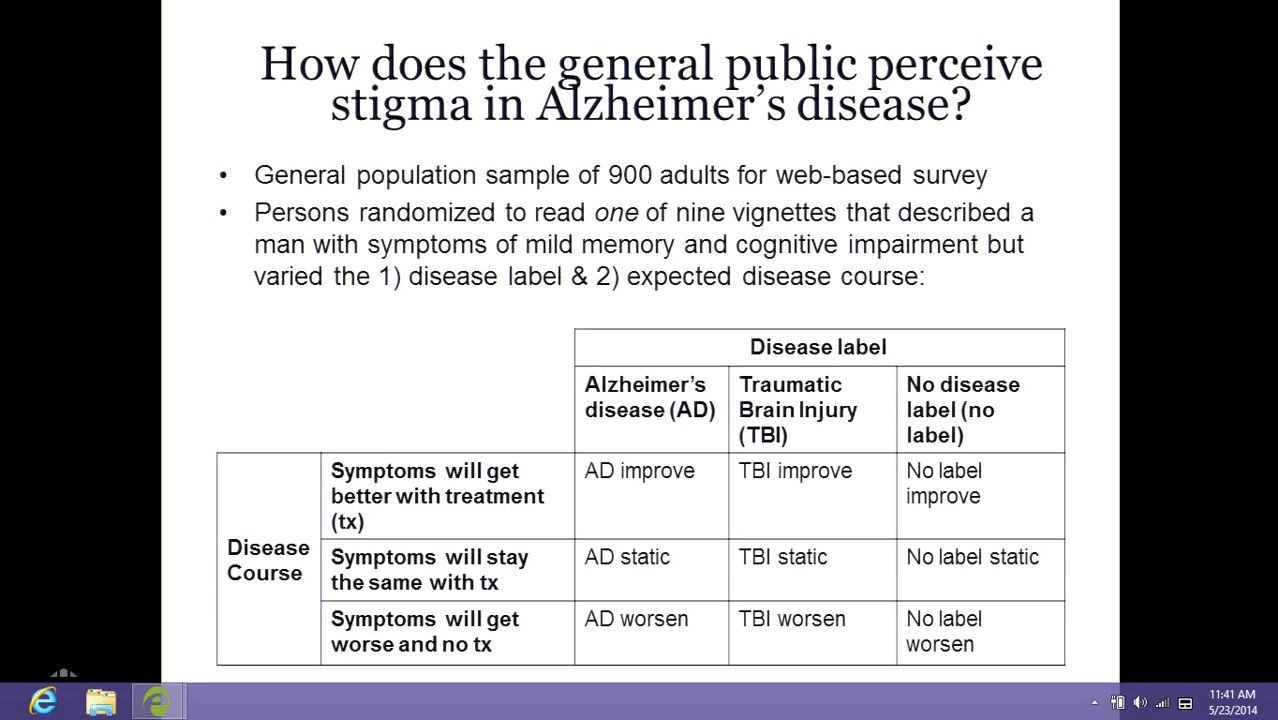 How does the general public perceive
stigma in Alzheimer's disease?
• General population sample of 900 adults for web-based survey
• Persons randomized to read one of nine vignettes that described a
man with symptoms of mild memory and cognitive impairment but
varied the 1) disease label & 2) expected disease course:
Disease label
Alzheimer's
disease (AD)
Traumatic
Brain Injury
(TBI)
No disease
label (no
label)
Disease
Course
Symptoms will get
better with treatment
(tx)
AD improve
TBI improve
No label
improve
Symptoms will stay
the same with tx
AD static
TBI static
No label static
Symptoms will get
worse and no tx
AD worsen
TBI worsen
No label
worsen
11:41 AM
5/23/2014